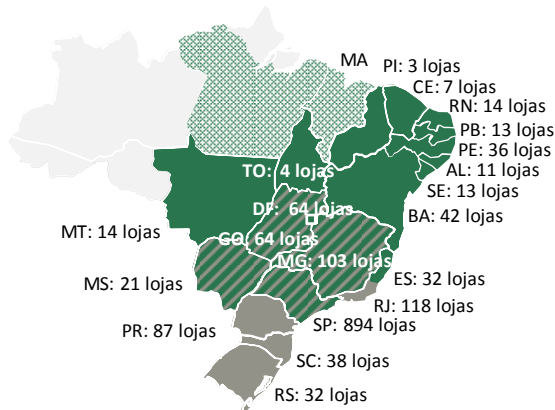 MA
PI: 3 lojas
CE: 7 lojas
RN: 14 lojas
PB: 13 lojas
PE: 36 lojas
AL: 11 lojas
SE: 13 lojas
TO: 4 lojas
DF: 64 lojas
BA: 42 lojas
MT: 14 lojas
GO: 64 lojas
MG: 103 lojas
MS: 21 lojas
ES: 32 lojas
RJ: 118 lojas
SP: 894 lojas
PR: 87 lojas
SC: 38 lojas
RS: 32 lojas